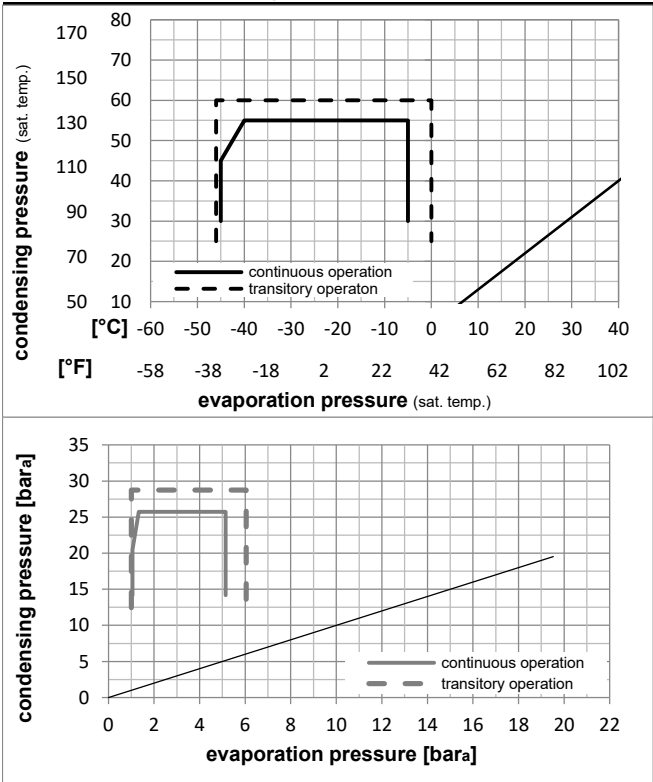 condensing pressure (sat. temp.)
170 80
70
150 60
130 50
110 40
90 30
70 20
50 10
continuous operation
transitory operaton
[°C] -60 -50 -40 -30 -20 -10 0 10 20 30 40
[°F] -58 -38 -18 2 22 42 62 82 102
evaporation pressure (sat. temp.)
condensing pressure [bara]
35
30
25
20
15
10
5
0
continuous operation
transitory operation
0 2 4 6 8 10 12 14 16 18 20 22
evaporation pressure [bara]